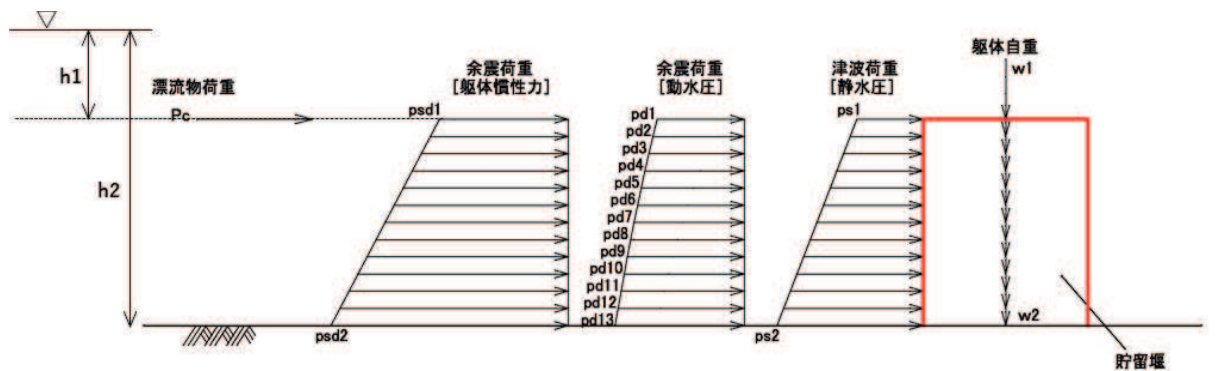 h1
h2
漂流物荷重
Pc
余震荷重
[躯体慣性力]
psd1
psd2
余震荷重
[動水圧]
pd1
pd2
pd3
pd4
pd5
pd6
pd7
pd8
pd9
pd10
pd11
pd12
pd13
津波荷重
[静水圧]
ps1
ps2
躯体自重
w1
w2
貯留堰